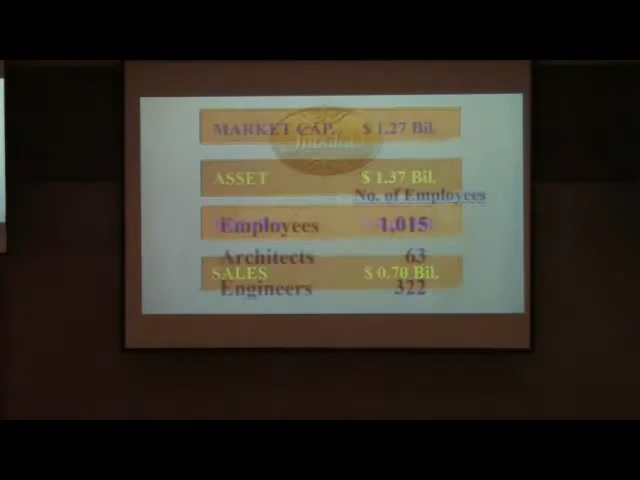 MARKET CAP. $ 1.27 Bil.
ASSET $ 1.37 Bil.
No. of Employees
Employees 1,015
Architects 63
SALES $ 0.70 Bil.
Engineers 322